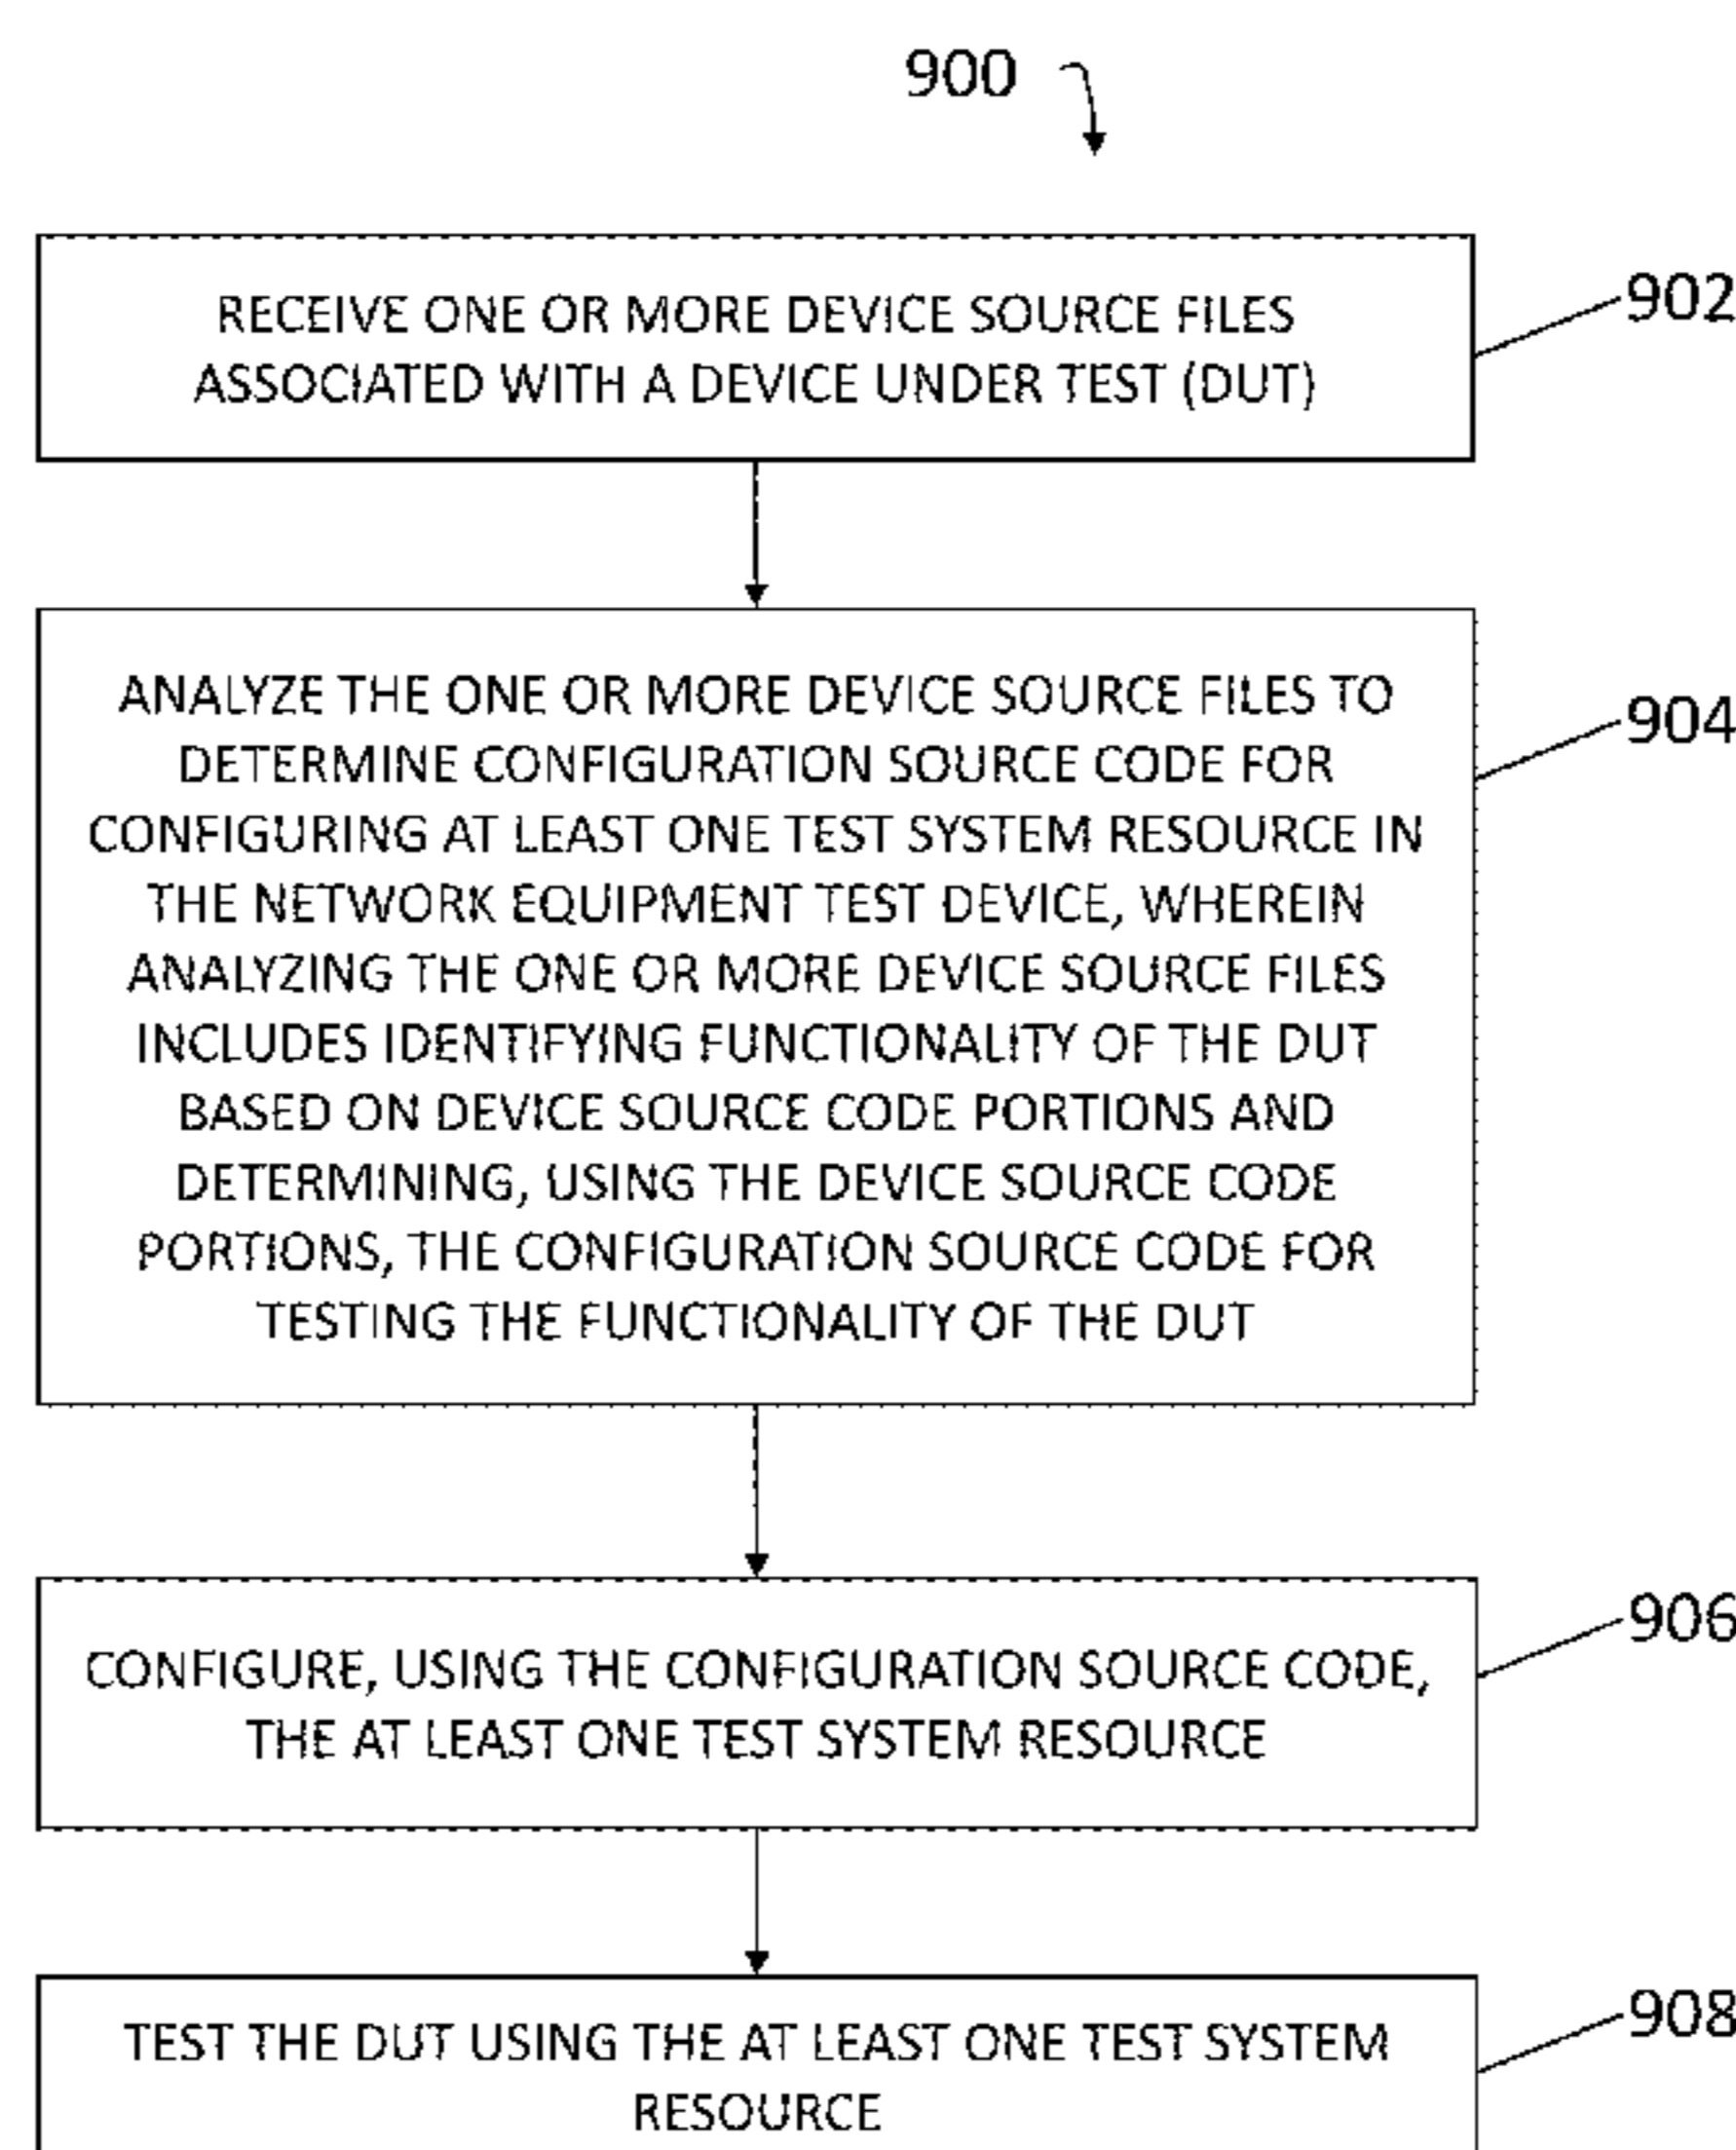 900
RECEIVE ONE OR MORE DEVICE SOURCE FILES
ASSOCIATED WITH A DEVICE UNDER TEST (DUT)
902
ANALYZE THE ONE OR MORE DEVICE SOURCE FILES TO
DETERMINE CONFIGURATION SOURCE CODE FOR
CONFIGURING AT LEAST ONE TEST SYSTEM RESOURCE IN
THE NETWORK EQUIPMENT TEST DEVICE, WHEREIN
ANALYZING THE ONE OR MORE DEVICE SOURCE FILES
INCLUDES IDENTIFYING FUNCTIONALITY OF THE DUT
BASED ON DEVICE SOURCE CODE PORTIONS AND
DETERMINING, USING THE DEVICE SOURCE CODE
PORTIONS, THE CONFIGURATION SOURCE CODE FOR
TESTING THE FUNCTIONALITY OF THE DUT
904
CONFIGURE, USING THE CONFIGURATION SOURCE CODE,
THE AT LEAST ONE TEST SYSTEM RESOURCE
906
TEST THE DUT USING THE AT LEAST ONE TEST SYSTEM
RESOURCE
908